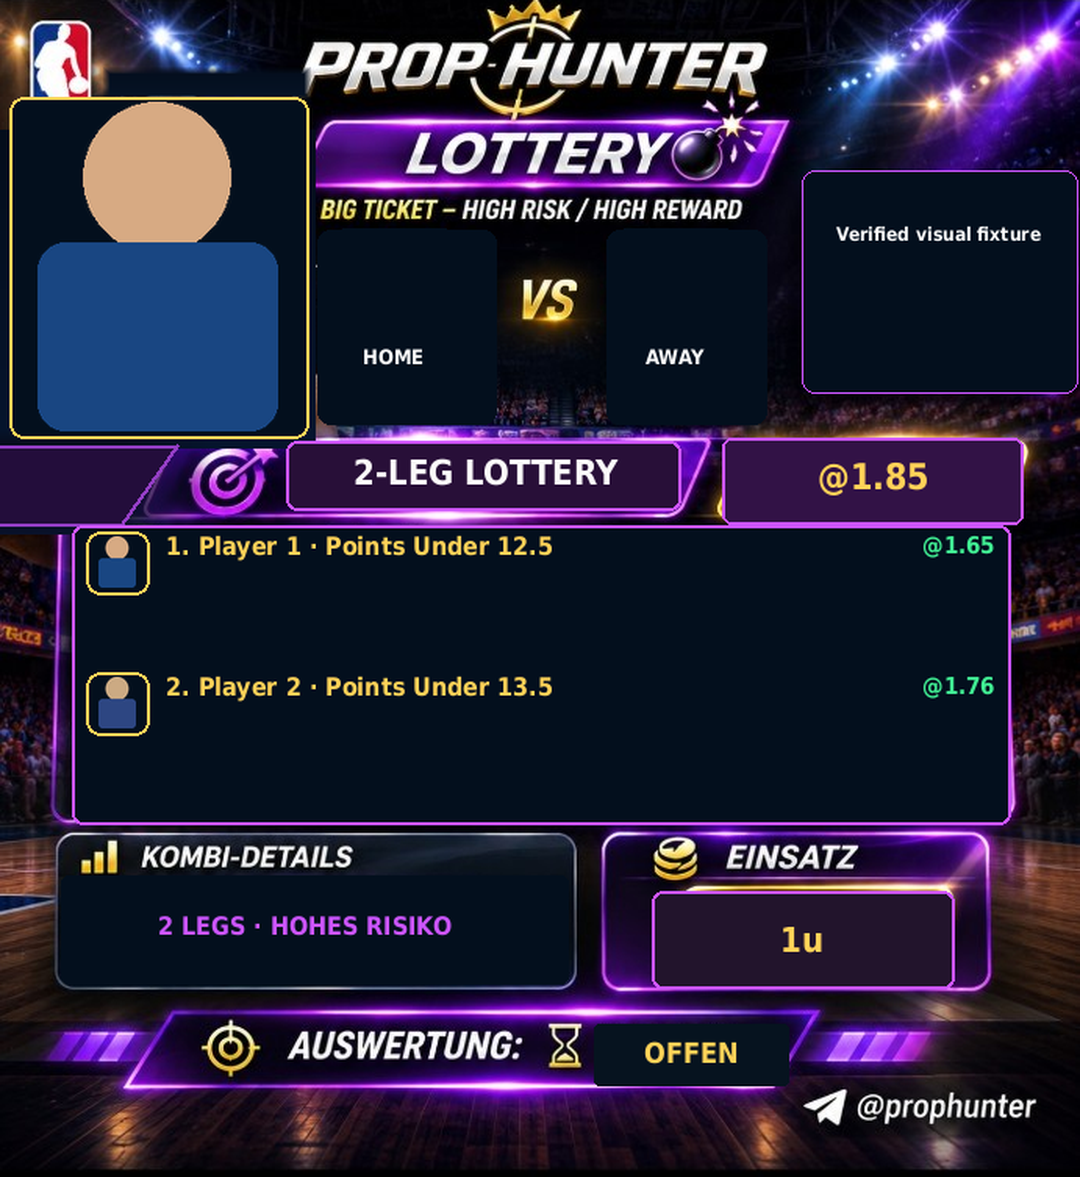 PROP-HUNTER
LOTTERY
BIG TICKET – HIGH RISK / HIGH REWARD
Verified visual fixture
VS
HOME
AWAY
2-LEG LOTTERY
@1.85
1. Player 1 · Points Under 12.5
@1.65
2. Player 2 · Points Under 13.5
@1.76
KOMBI-DETAILS
2 LEGS · HOHES RISIKO
EINSATZ
1u
AUSWERTUNG:
OFFEN
@prophunter